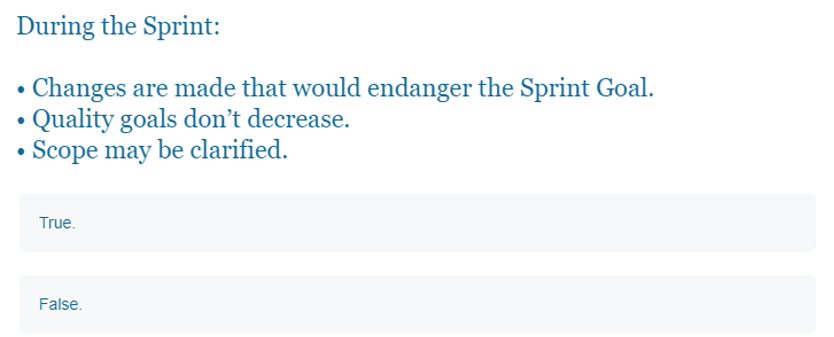 During the Sprint:
• Changes are made that would endanger the Sprint Goal.
• Quality goals don’t decrease.
• Scope may be clarified.
True.
False.